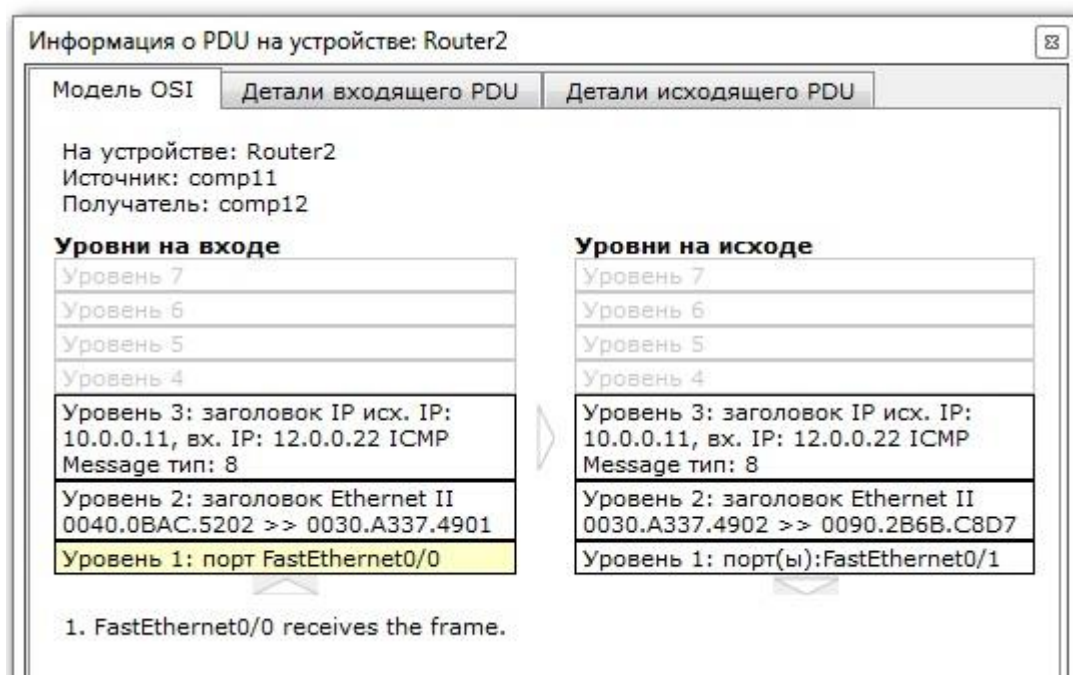 Информация о PDU на устройстве: Router2
Модель OSI
Детали входящего PDU
Детали исходящего PDU
На устройстве: Router2
Источник: comp11
Получатель: comp12
Уровни на входе
Уровень 7
Уровень 6
Уровень 5
Уровень 4
Уровень 3: заголовок IP исх. IP:
10.0.0.11, вх. IP: 12.0.0.22 ICMP
Message тип: 8
Уровень 2: заголовок Ethernet II
0040.0BAC.5202 >> 0030.A337.4901
Уровень 1: порт FastEthernet0/0
Уровни на исходе
Уровень 7
Уровень 6
Уровень 5
Уровень 4
Уровень 3: заголовок IP исх. IP:
10.0.0.11, вх. IP: 12.0.0.22 ICMP
Message тип: 8
Уровень 2: заголовок Ethernet II
0030.A337.4902 >> 0090.2B6B.C8D7
Уровень 1: порт(ы):FastEthernet0/1
1. FastEthernet0/0 receives the frame.